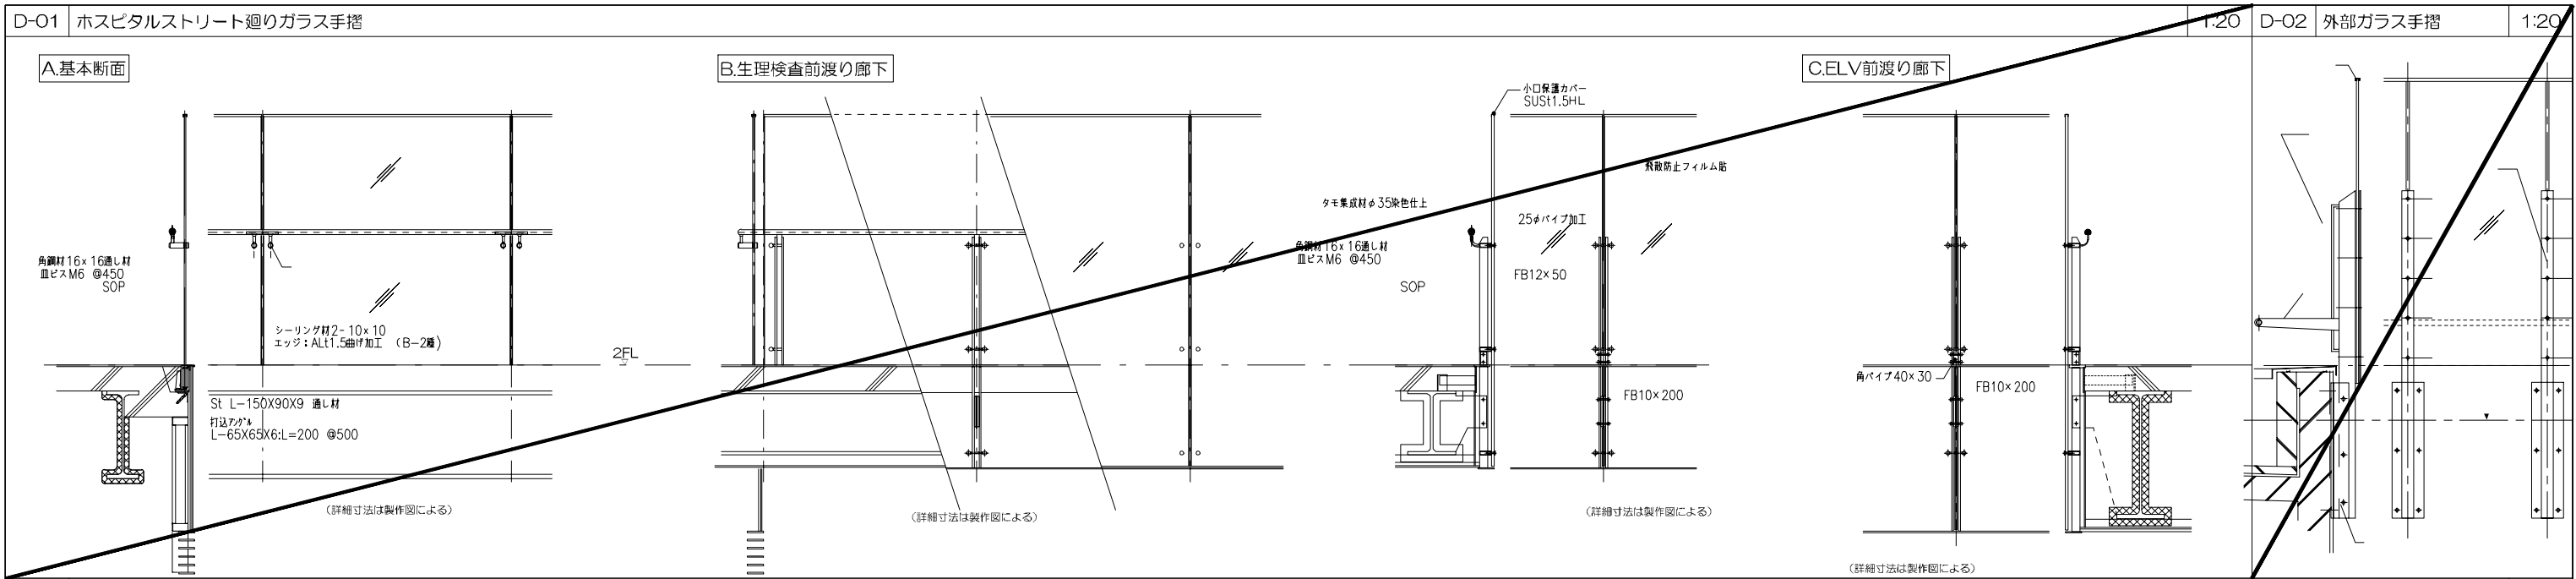 D-01 ホスピタルストリート廻りガラス手摺 1:20
D-02 外部ガラス手摺 1:20
A.基本断面
角鋼材16×16通し材
皿ビスM6 @450
SOP
シーリング材2-10×10
エッジ：ALt1.5曲げ加工 （B-2種）
St L-150X90X9 通し材
打込アングル
L-65X65X6:L=200 @500
（詳細寸法は製作図による）
2FL
B.生理検査前渡り廊下
（詳細寸法は製作図による）
小口保護カバー
SUSt1.5HL
飛散防止フィルム貼
タモ集成材φ35染色仕上
25φパイプ加工
角鋼材16×16通し材
皿ビスM6 @450
FB12×50
SOP
FB10×200
（詳細寸法は製作図による）
C.ELV前渡り廊下
角パイプ40×30
FB10×200
（詳細寸法は製作図による）